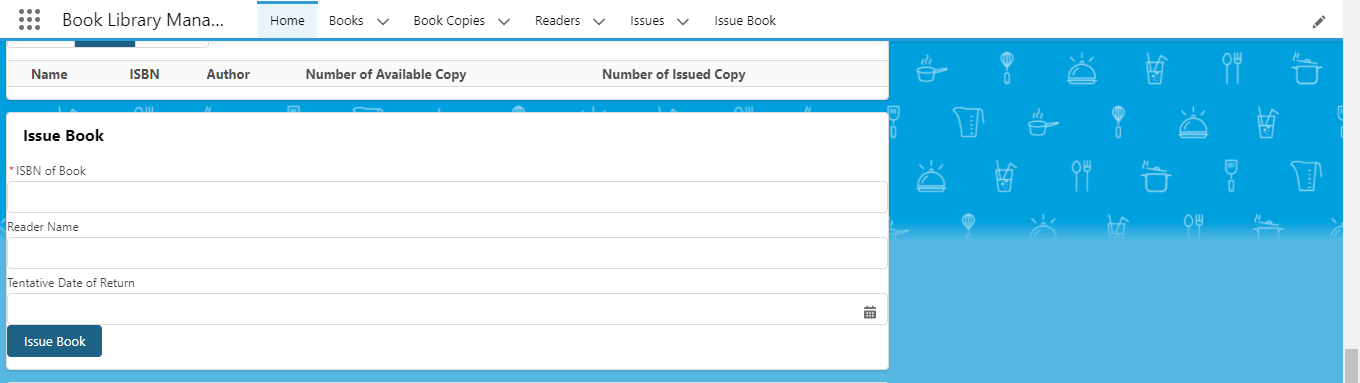 Book Library Mana... Home Books Book Copies Readers Issues Issue Book
Name ISBN Author Number of Available Copy Number of Issued Copy
Issue Book
*ISBN of Book
Reader Name
Tentative Date of Return
Issue Book